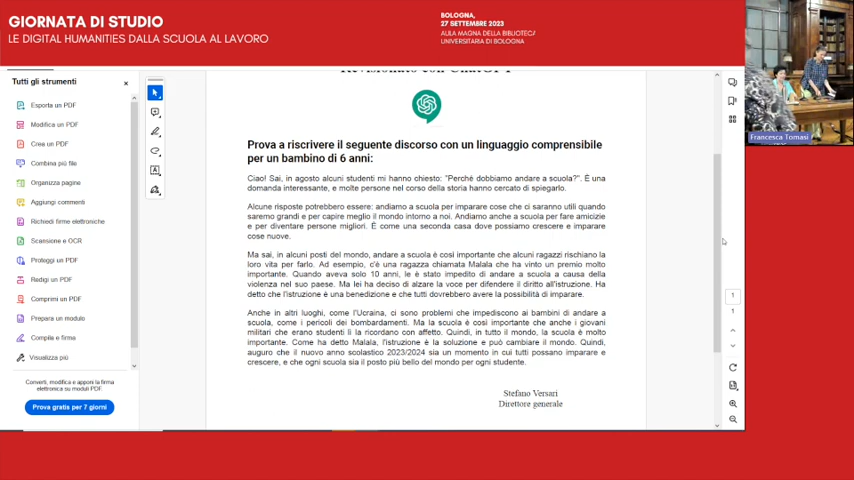 GIORNATA DI STUDIO
LE DIGITAL HUMANITIES DALLA SCUOLA AL LAVORO
BOLOGNA,
27 SETTEMBRE 2023
AULA MAGNA DELLA BIBLIOTECA
UNIVERSITARIA DI BOLOGNA
Francesca Tomasi
Tutti gli strumenti
Esporta un PDF
Modifica un PDF
Crea un PDF
Combina più file
Organizza pagine
Aggiungi commenti
Richiedi firme elettroniche
Scansione e OCR
Proteggi un PDF
Redigi un PDF
Comprimi un PDF
Prepara un modulo
Compila e firma
Visualizza più
Converti, modifica e apponi la firma
elettronica su moduli PDF.
Prova gratis per 7 giorni
Revisionato con ChatGPT
Prova a riscrivere il seguente discorso con un linguaggio comprensibile
per un bambino di 6 anni:
Ciao! Sai, in agosto alcuni studenti mi hanno chiesto: "Perché dobbiamo andare a scuola?". È una
domanda interessante, e molte persone nel corso della storia hanno cercato di spiegarlo.
Alcune risposte potrebbero essere: andiamo a scuola per imparare cose che ci saranno utili quando
saremo grandi e per capire meglio il mondo intorno a noi. Andiamo anche a scuola per fare amicizie
e per diventare persone migliori. È come una seconda casa dove possiamo crescere e imparare
cose nuove.
Ma sai, in alcuni posti del mondo, andare a scuola è così importante che alcuni ragazzi rischiano la
loro vita per farlo. Ad esempio, c'è una ragazza chiamata Malala che ha vinto un premio molto
importante. Quando aveva solo 10 anni, le è stato impedito di andare a scuola a causa della
violenza nel suo paese. Ma lei ha deciso di alzare la voce per difendere il diritto all'istruzione. Ha
detto che l'istruzione è una benedizione e che tutti dovrebbero avere la possibilità di imparare.
Anche in altri luoghi, come l'Ucraina, ci sono problemi che impediscono ai bambini di andare a
scuola, come i pericoli dei bombardamenti. Ma la scuola è così importante che anche i giovani
militari che erano studenti lì la ricordano con affetto. Quindi, in tutto il mondo, la scuola è molto
importante. Come ha detto Malala, l'istruzione è la soluzione e può cambiare il mondo. Quindi,
auguro che il nuovo anno scolastico 2023/2024 sia un momento in cui tutti possano imparare e
crescere, e che ogni scuola sia il posto più bello del mondo per ogni studente.
Stefano Versari
Direttore generale
1
1